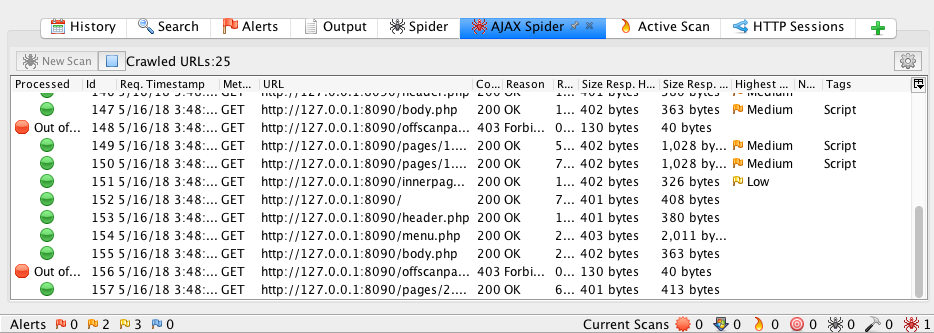 History Search Alerts Output Spider AJAX Spider Active Scan HTTP Sessions
New Scan Crawled URLs:25
Processed Id Req. Timestamp Met... URL Co... Reason R... Size Resp. H... Size Resp. ... Highest ... N... Tags
147 5/16/18 3:48:... GET http://127.0.0.1:8090/body.php 200 OK 1... 402 bytes 363 bytes Medium Script
Out of... 148 5/16/18 3:48:... GET http://127.0.0.1:8090/offscanpa... 403 Forbi... 0... 130 bytes 40 bytes
149 5/16/18 3:48:... GET http://127.0.0.1:8090/pages/1.... 200 OK 5... 402 bytes 1,028 by... Medium Script
150 5/16/18 3:48:... GET http://127.0.0.1:8090/pages/1.... 200 OK 7... 402 bytes 1,028 by... Medium Script
151 5/16/18 3:48:... GET http://127.0.0.1:8090/innerpag... 200 OK 1... 402 bytes 326 bytes Low
152 5/16/18 3:48:... GET http://127.0.0.1:8090/ 200 OK 7... 401 bytes 408 bytes
153 5/16/18 3:48:... GET http://127.0.0.1:8090/header.php 200 OK 1... 401 bytes 380 bytes
154 5/16/18 3:48:... GET http://127.0.0.1:8090/menu.php 200 OK 2... 403 bytes 2,011 by...
155 5/16/18 3:48:... GET http://127.0.0.1:8090/body.php 200 OK 2... 402 bytes 363 bytes
Out of... 156 5/16/18 3:48:... GET http://127.0.0.1:8090/offscanpa... 403 Forbi... 0... 130 bytes 40 bytes
157 5/16/18 3:48:... GET http://127.0.0.1:8090/pages/2.... 200 OK 6... 401 bytes 413 bytes
Alerts 0 2 3 0 Current Scans 0 0 0 0 0 0 1